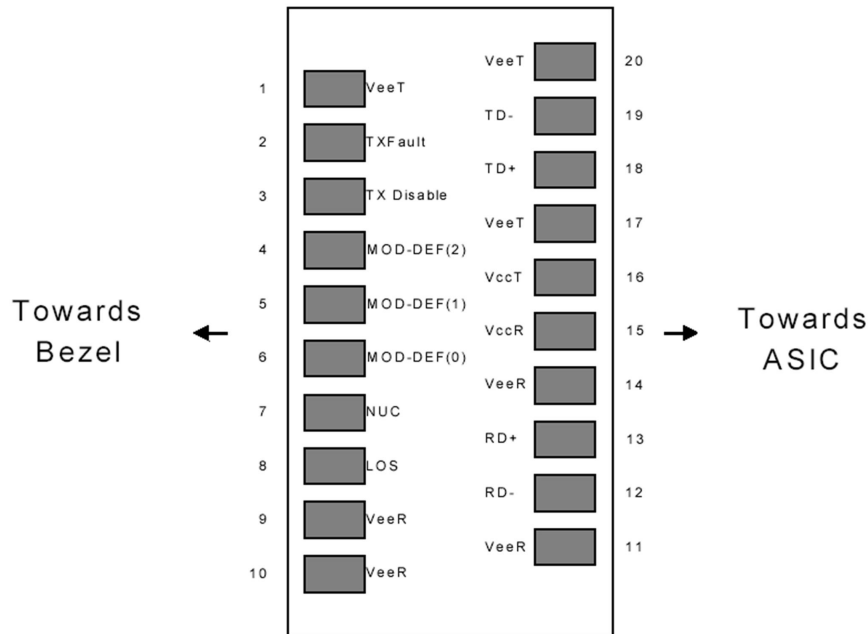 VeeT 20
1 VeeT
TD- 19
2 TXFault
TD+ 18
3 TX Disable
VeeT 17
4 MOD-DEF(2)
VccT 16
5 MOD-DEF(1)
Towards
Bezel
VccR 15
Towards
ASIC
6 MOD-DEF(0)
VeeR 14
7 NUC
RD+ 13
8 LOS
RD- 12
9 VeeR
VeeR 11
10 VeeR